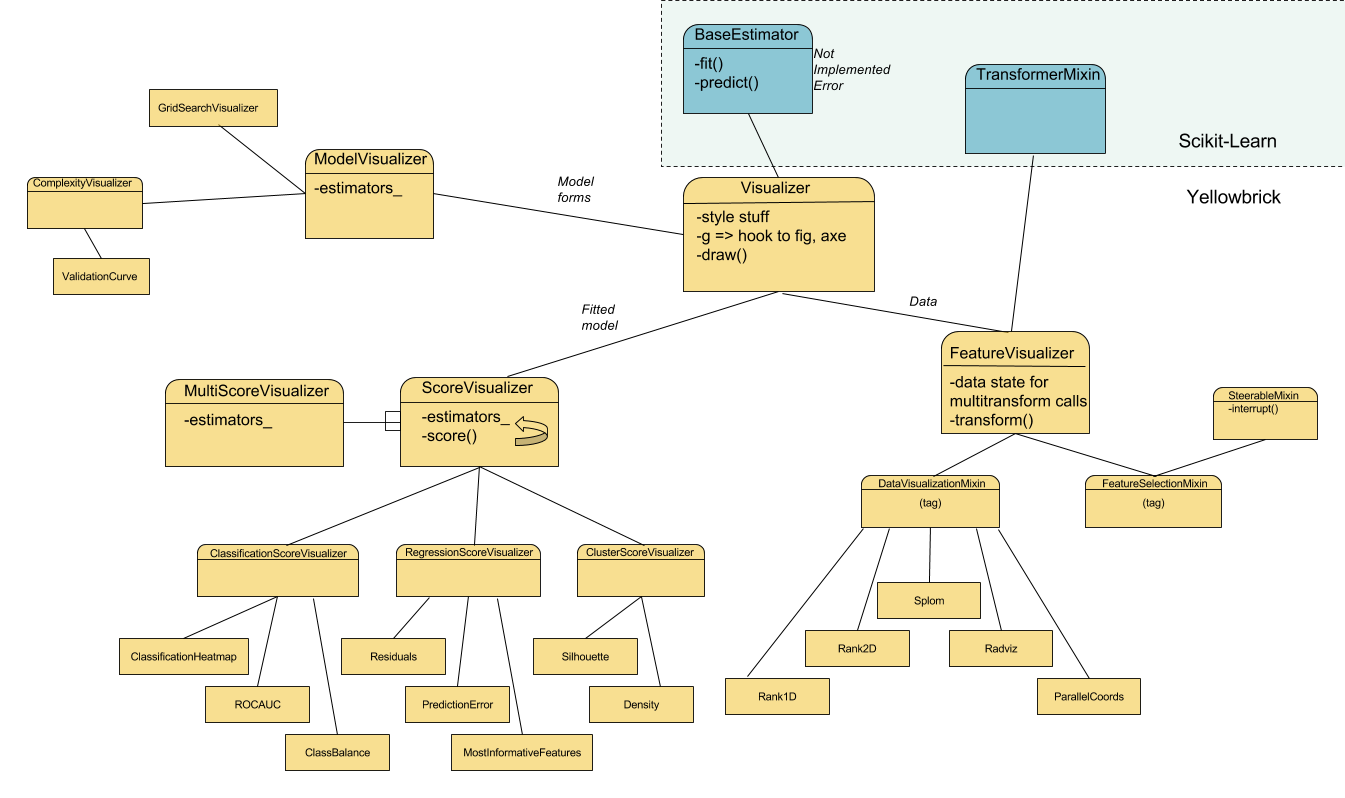 BaseEstimator
-fit()
-predict()
Not
Implemented
Error
TransformerMixin
Scikit-Learn
Yellowbrick
GridSearchVisualizer
ModelVisualizer
-estimators_
ComplexityVisualizer
ValidationCurve
Model
forms
Visualizer
-style stuff
-g => hook to fig, axe
-draw()
Fitted
model
Data
FeatureVisualizer
-data state for
multitransform calls
-transform()
SteerableMixin
-interrupt()
MultiScoreVisualizer
-estimators_
ScoreVisualizer
-estimators_
-score()
DataVisualizationMixin
(tag)
FeatureSelectionMixin
(tag)
ClassificationScoreVisualizer
RegressionScoreVisualizer
ClusterScoreVisualizer
ClassificationHeatmap
ROCAUC
ClassBalance
Residuals
PredictionError
MostInformativeFeatures
Silhouette
Density
Splom
Rank2D
Radviz
Rank1D
ParallelCoords